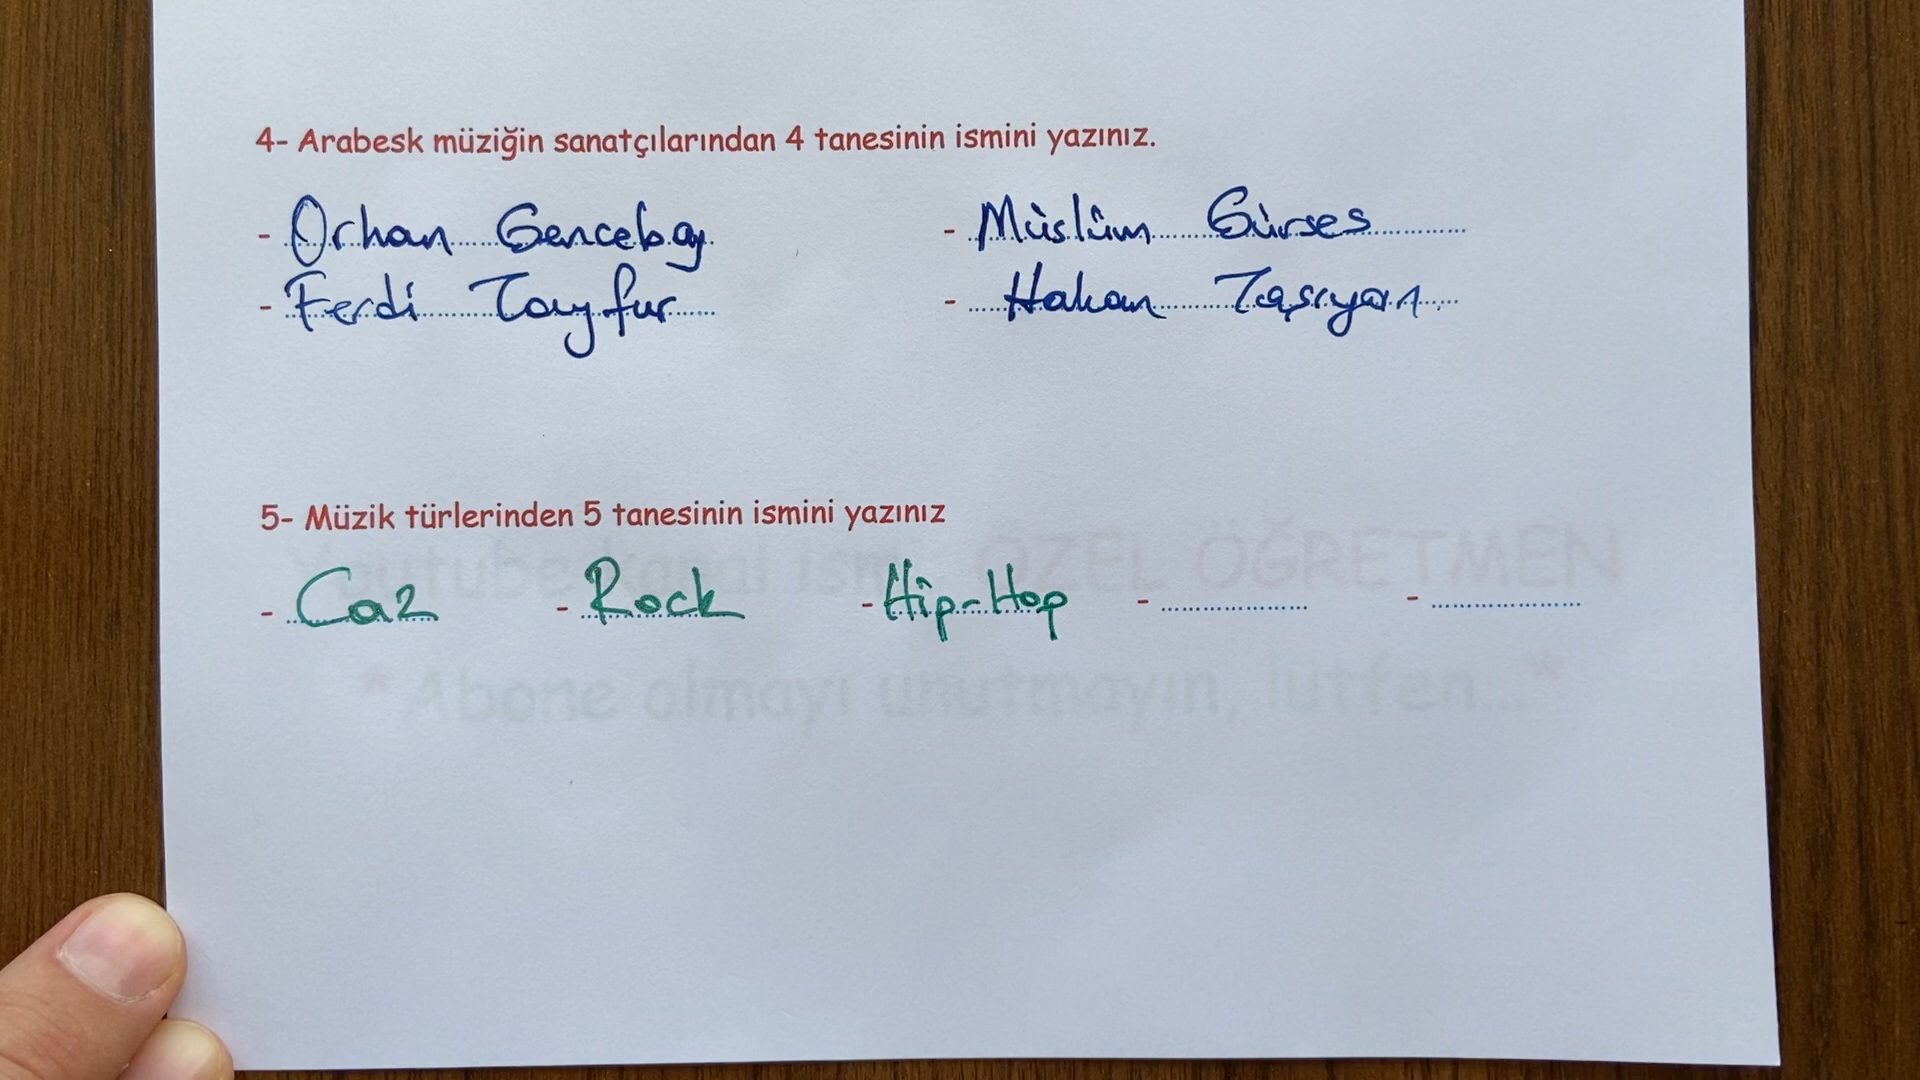 4- Arabesk müziğin sanatçılarından 4 tanesinin ismini yazınız.
- Orhan Gencebay - Müslüm Gürses
- Ferdi Tayfur - Hakan Taşıyan
5- Müzik türlerinden 5 tanesinin ismini yazınız
Youtube kanal ismi: ÖZEL ÖĞRETMEN
- Caz - Rock - Hip-Hop - .................... - ....................
* Abone olmayı unutmayın, lütfen...*